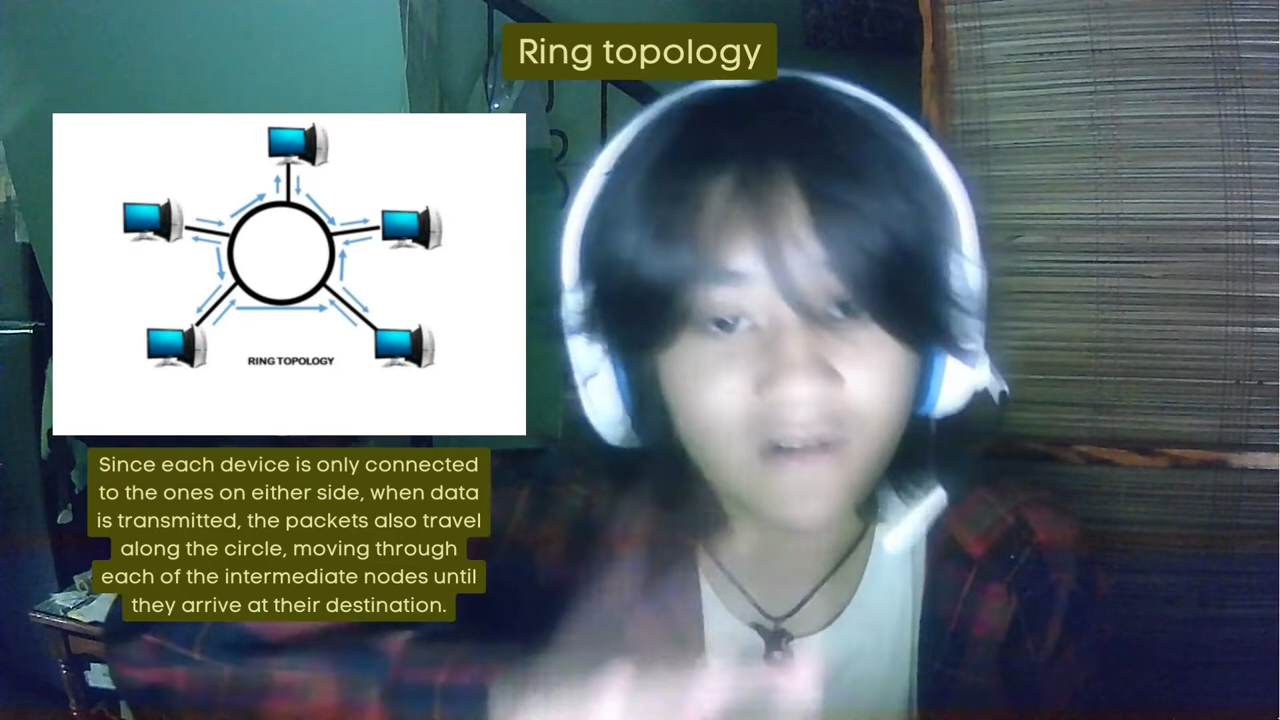 Ring topology
RING TOPOLOGY
Since each device is only connected
to the ones on either side, when data
is transmitted, the packets also travel
along the circle, moving through
each of the intermediate nodes until
they arrive at their destination.